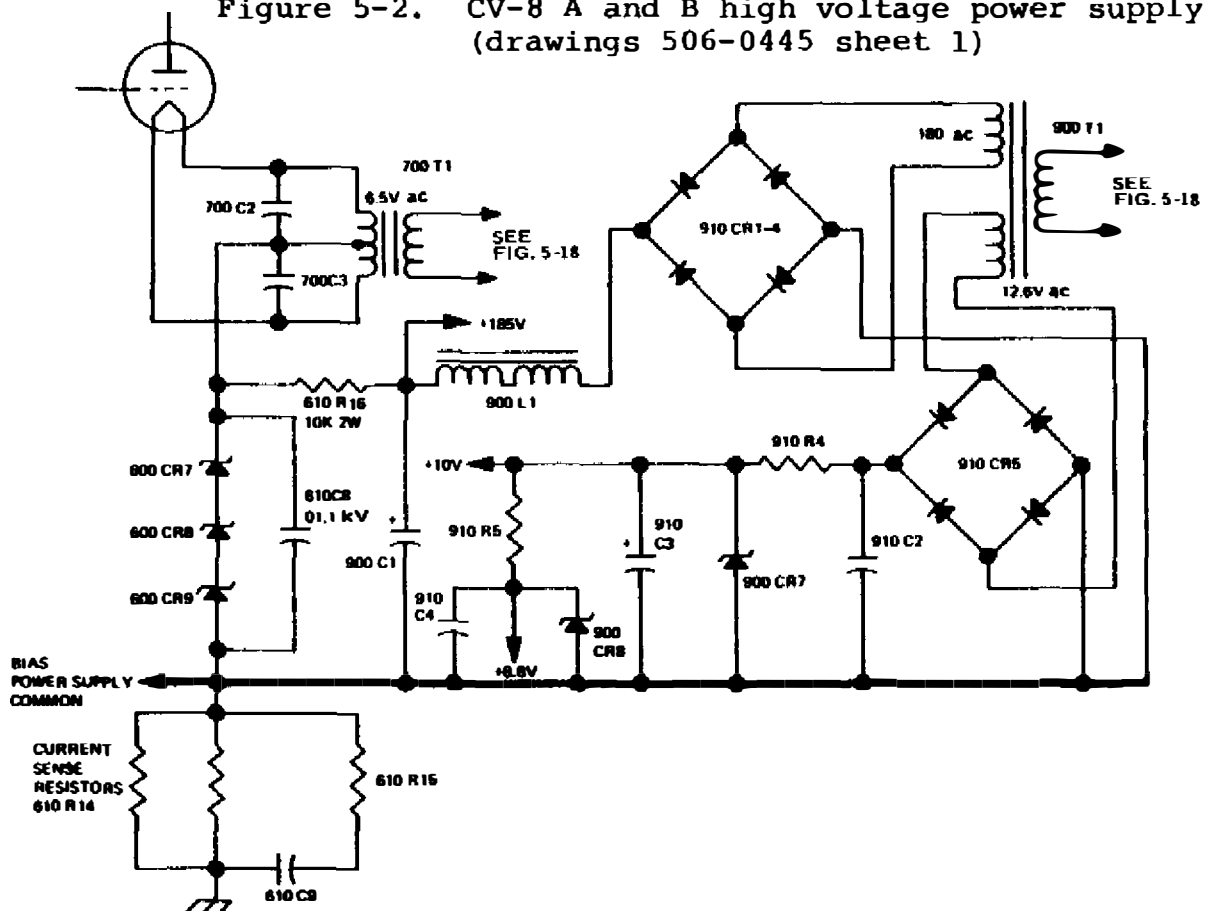 Figure 5-2. CV-8 A and B high voltage power supply
(drawings 506-0445 sheet 1)
180 ac
900 T1
700 T1
6.5V ac
700 C2
SEE
FIG. 5-18
910 CR1-4
SEE
FIG. 5-18
700C3
12.6V ac
+185V
610 R16
10K 2W
900 L1
910 R4
+10V
910 CR5
600 CR7
610C8
01,1 kV
910 R5
910
C3
910 C2
600 CR8
900 C1
900 CR7
600 CR9
910
C4
900
CR8
+6.8V
BIAS
POWER SUPPLY
COMMON
CURRENT
SENSE
RESISTORS
610 R14
610 R15
610 C9